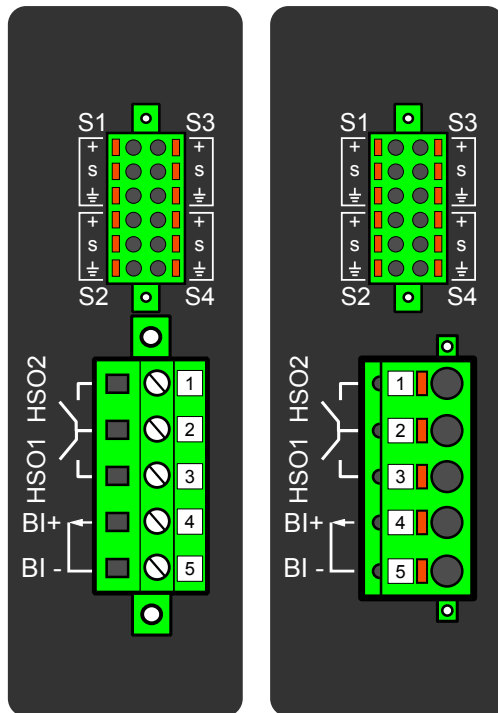 S1 S3
+ +
S S
S2 S4
+ +
S S
HSO2
HSO1
BI+
BI -
1
2
3
4
5
S1 S3
+ +
S S
S2 S4
+ +
S S
HSO2
HSO1
BI+
BI -
1
2
3
4
5